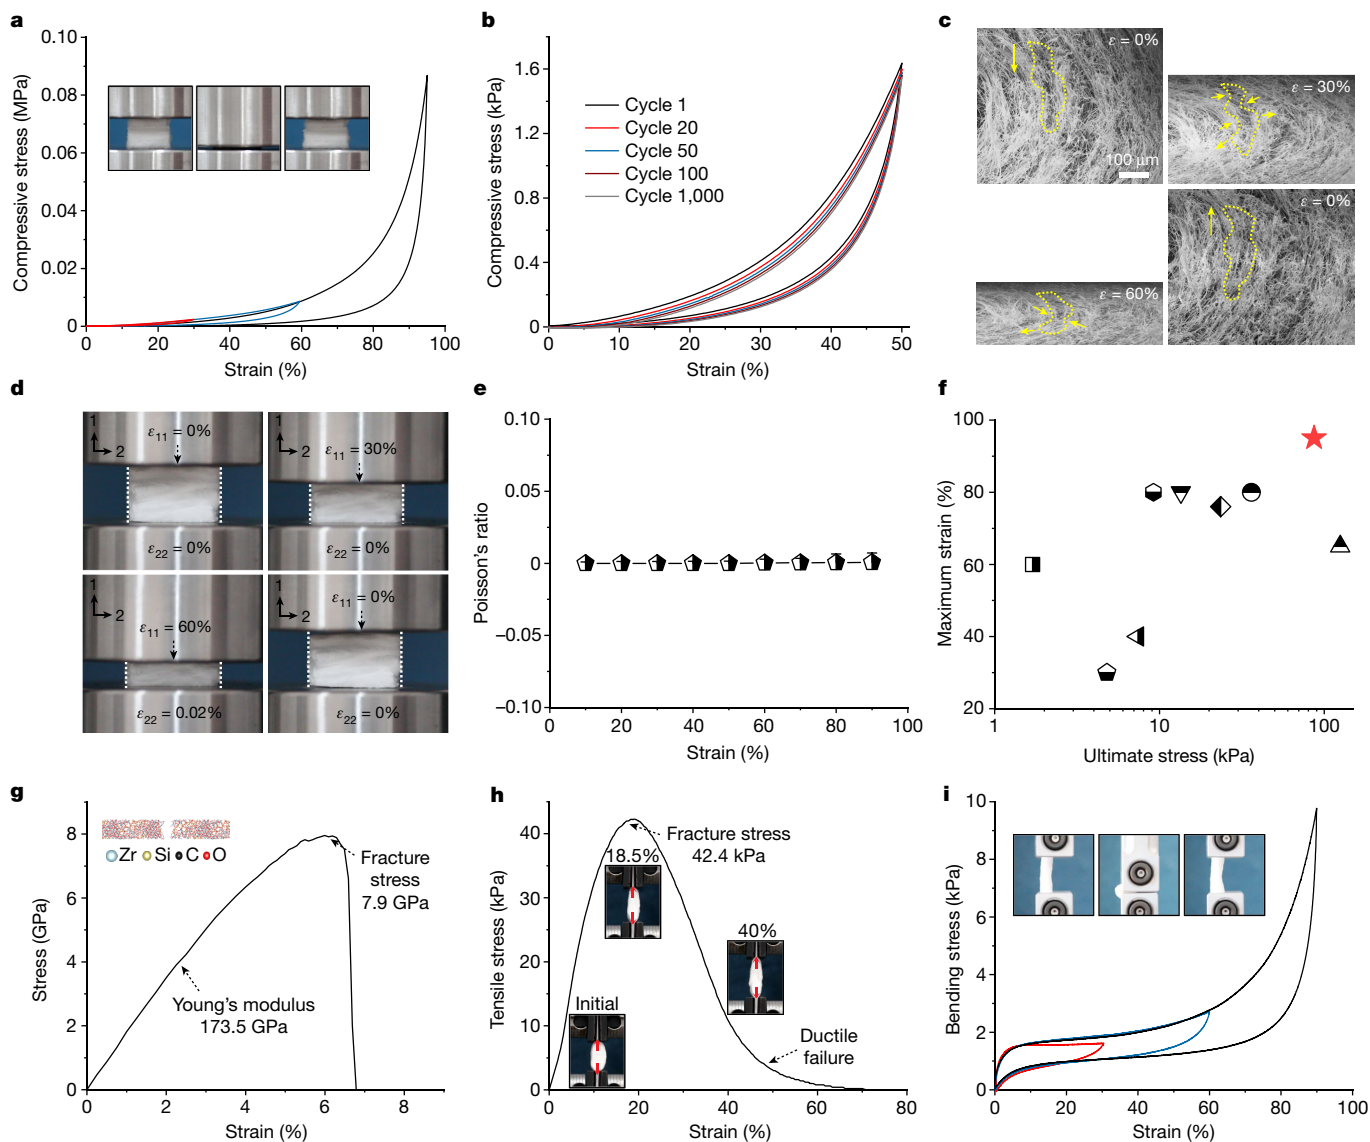 a
0.10
0.08
0.06
0.04
0.02
0
0 20 40 60 80 100
Compressive stress (MPa)
Strain (%)
b
1.6
1.2
0.8
0.4
0
0 10 20 30 40 50
Compressive stress (kPa)
Strain (%)
Cycle 1
Cycle 20
Cycle 50
Cycle 100
Cycle 1,000
c
ε = 0%
100 μm
ε = 30%
ε = 60%
ε = 0%
d
1
2
ε11 = 0%
ε22 = 0%
1
2
ε11 = 30%
ε22 = 0%
1
2
ε11 = 60%
ε22 = 0.02%
1
2
ε11 = 0%
ε22 = 0%
e
0.10
0.05
0
−0.05
−0.10
0 20 40 60 80 100
Poisson's ratio
Strain (%)
f
100
80
60
40
20
1 10 100
Maximum strain (%)
Ultimate stress (kPa)
g
8
6
4
2
0
0 2 4 6 8
Stress (GPa)
Strain (%)
Zr Si C O
Fracture
stress
7.9 GPa
Young's modulus
173.5 GPa
h
40
30
20
10
0
0 20 40 60 80
Tensile stress (kPa)
Strain (%)
Fracture stress
42.4 kPa
18.5%
40%
Initial
Ductile
failure
i
10
8
6
4
2
0
0 20 40 60 80 100
Bending stress (kPa)
Strain (%)